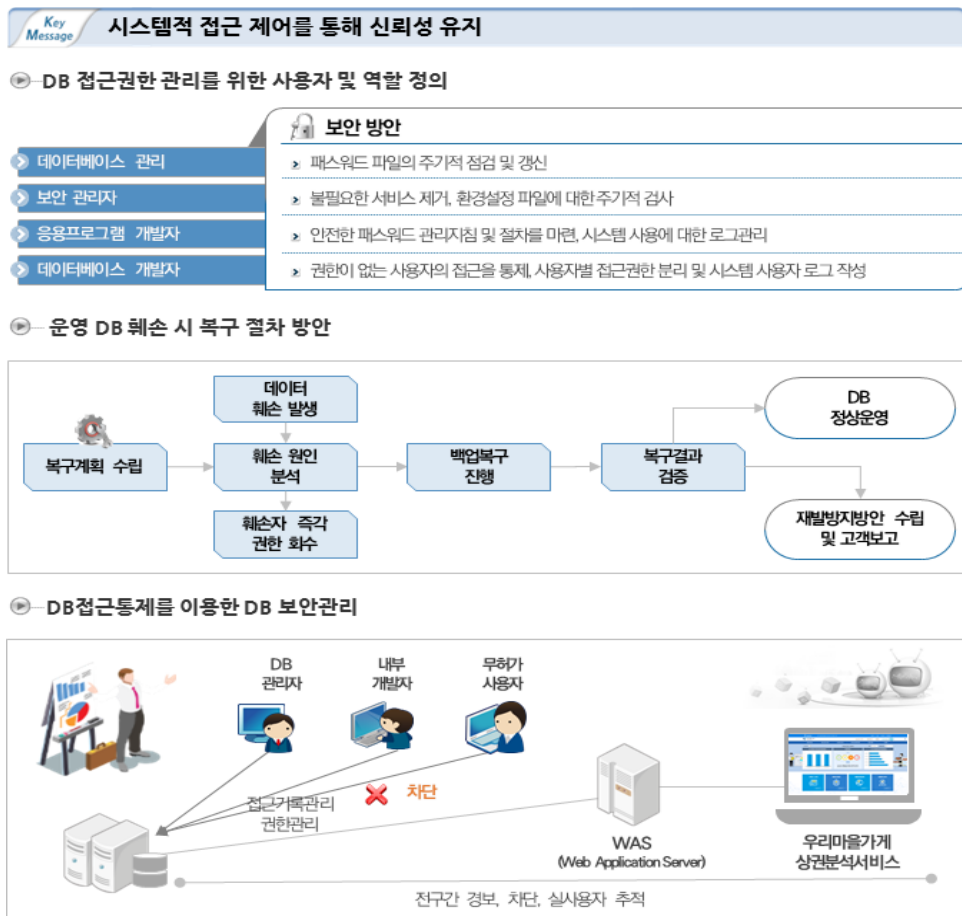 Key
Message
시스템적 접근 제어를 통해 신뢰성 유지
DB 접근권한 관리를 위한 사용자 및 역할 정의
보안 방안
데이터베이스 관리
패스워드 파일의 주기적 점검 및 갱신
보안 관리자
불필요한 서비스 제거, 환경설정 파일에 대한 주기적 검사
응용프로그램 개발자
안전한 패스워드 관리지침 및 절차를 마련, 시스템 사용에 대한 로그관리
데이터베이스 개발자
권한이 없는 사용자의 접근을 통제, 사용자별 접근권한 분리 및 시스템 사용자 로그 작성
운영 DB 훼손 시 복구 절차 방안
데이터
훼손 발생
DB
정상운영
복구계획 수립
훼손 원인
분석
백업복구
진행
복구결과
검증
훼손자 즉각
권한 회수
재발방지방안 수립
및 고객보고
DB접근통제를 이용한 DB 보안관리
DB
관리자
내부
개발자
무허가
사용자
차단
접근기록관리
권한관리
WAS
(Web Application Server)
우리마을가게
상권분석서비스
전구간 경보, 차단, 실사용자 추적